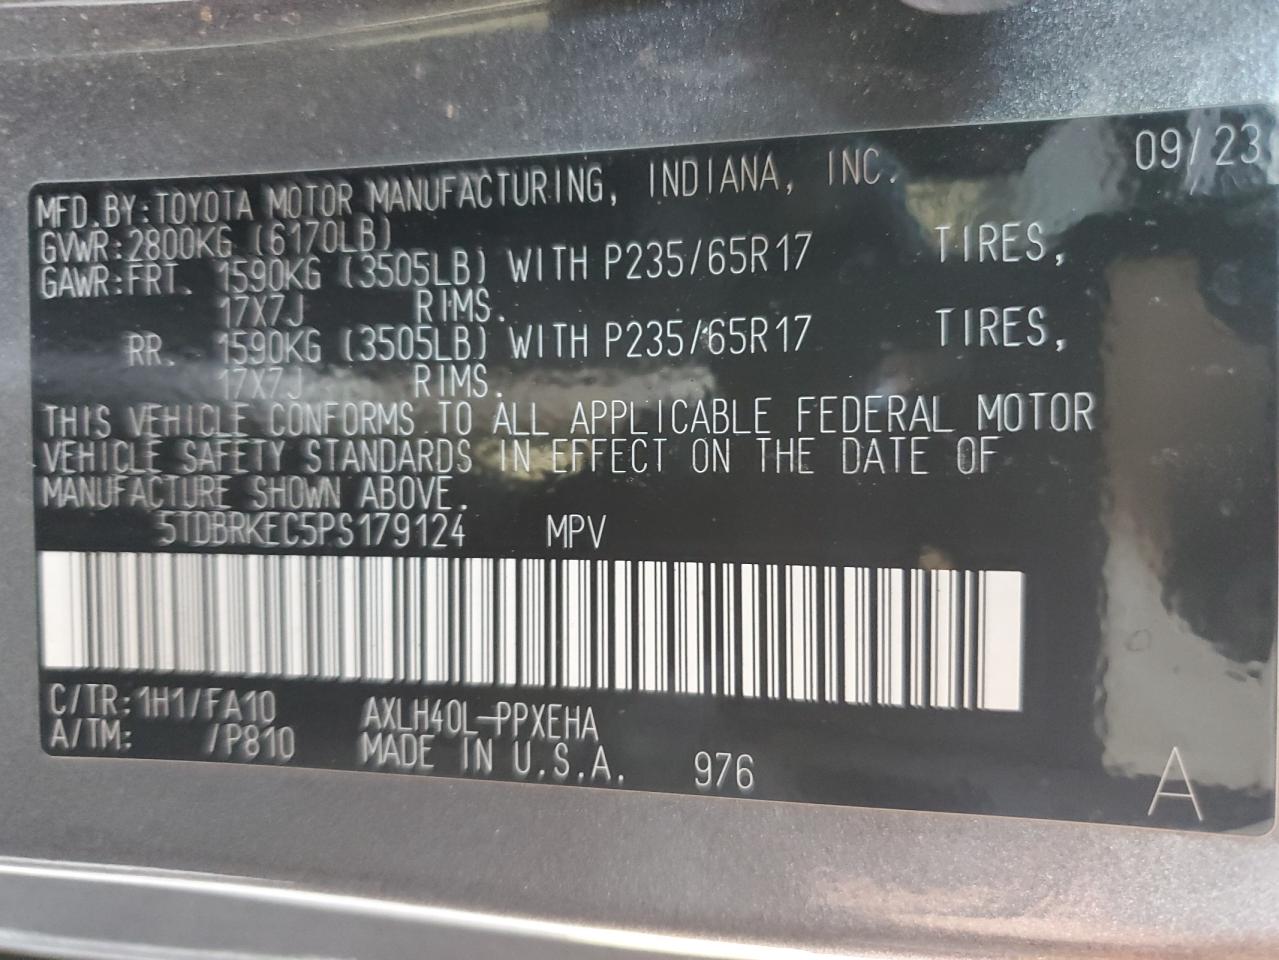 09/23
MFD.BY:TOYOTA MOTOR MANUFACTURING, INDIANA, INC.
GVWR:2800KG (6170LB)
GAWR:FRT. 1590KG (3505LB) WITH P235/65R17 TIRES,
17X7J RIMS.
RR. 1590KG (3505LB) WITH P235/65R17 TIRES,
17X7J RIMS.
THIS VEHICLE CONFORMS TO ALL APPLICABLE FEDERAL MOTOR
VEHICLE SAFETY STANDARDS IN EFFECT ON THE DATE OF
MANUFACTURE SHOWN ABOVE.
5TDBRKEC5PS179124 MPV
C/TR:1H1/FA10 AXLH40L-PPXEHA
A/TM: /P810 MADE IN U.S.A. 976
A